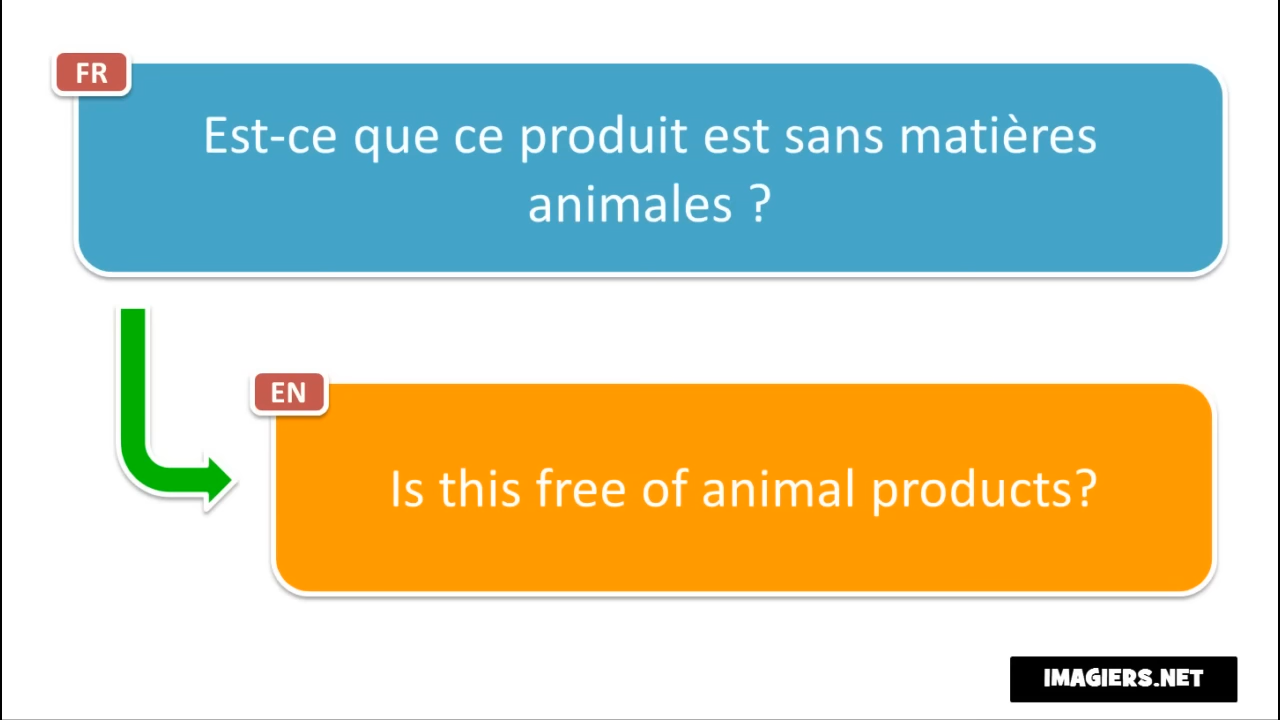 FR
Est-ce que ce produit est sans matières
animales ?
EN
Is this free of animal products?
IMAGIERS.NET